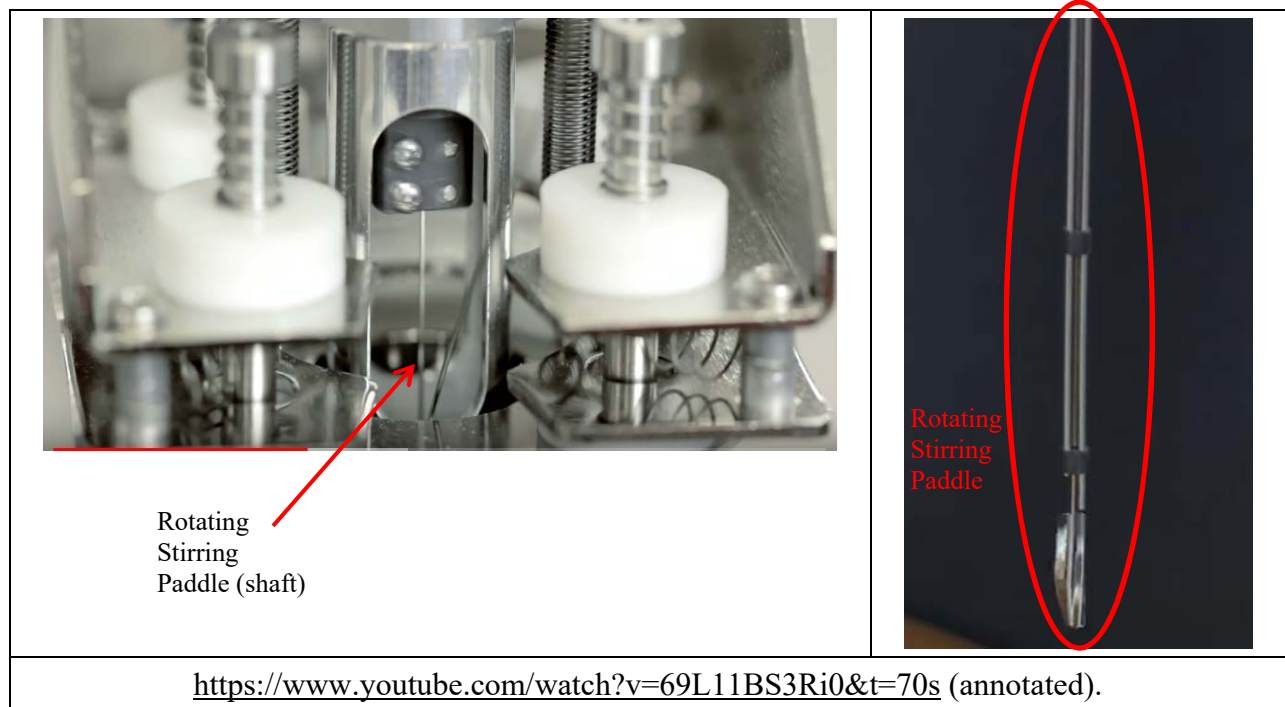 Rotating
Stirring
Paddle (shaft)
Rotating
Stirring
Paddle
https://www.youtube.com/watch?v=69L11BS3Ri0&t=70s (annotated).